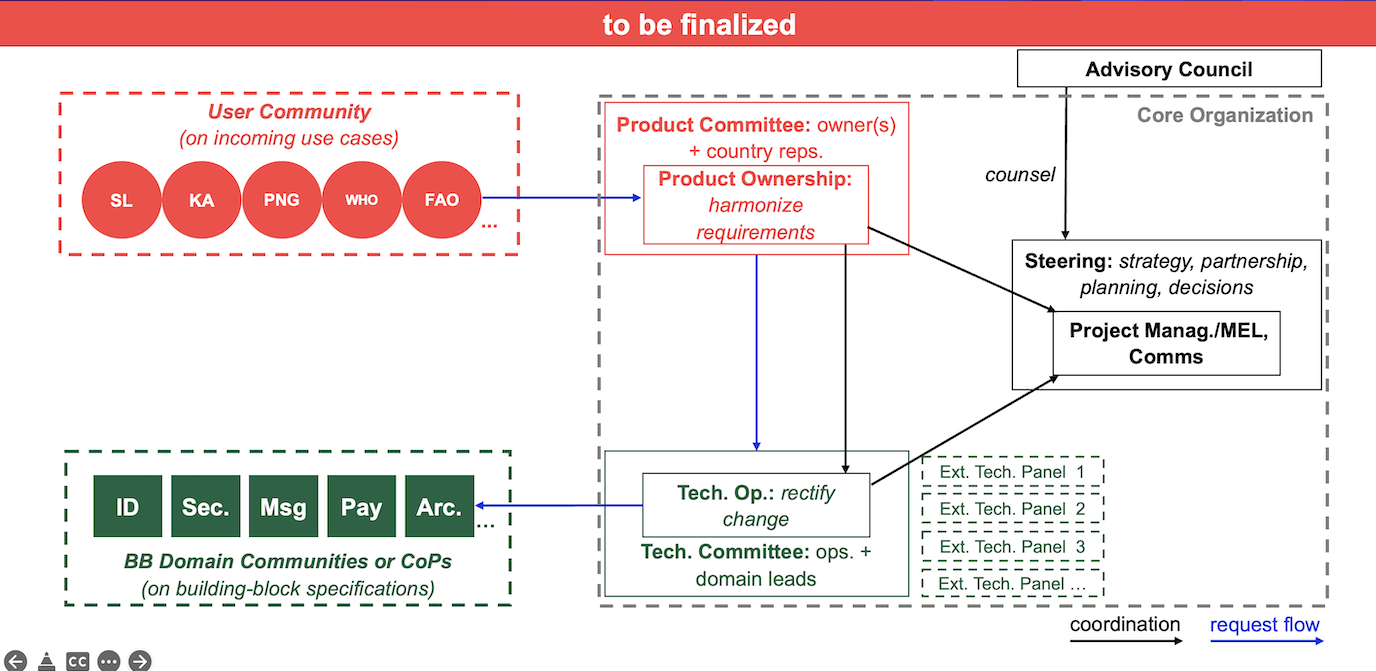 to be finalized
Advisory Council
Core Organization
User Community
(on incoming use cases)
SL
KA
PNG
WHO
FAO
...
Product Committee: owner(s)
+ country reps.
Product Ownership:
harmonize
requirements
counsel
Steering: strategy, partnership,
planning, decisions
Project Manag./MEL,
Comms
ID
Sec.
Msg
Pay
Arc.
...
BB Domain Communities or CoPs
(on building-block specifications)
Tech. Op.: rectify
change
Tech. Committee: ops. +
domain leads
Ext. Tech. Panel 1
Ext. Tech. Panel 2
Ext. Tech. Panel 3
Ext. Tech. Panel ...
coordination
request flow
CC